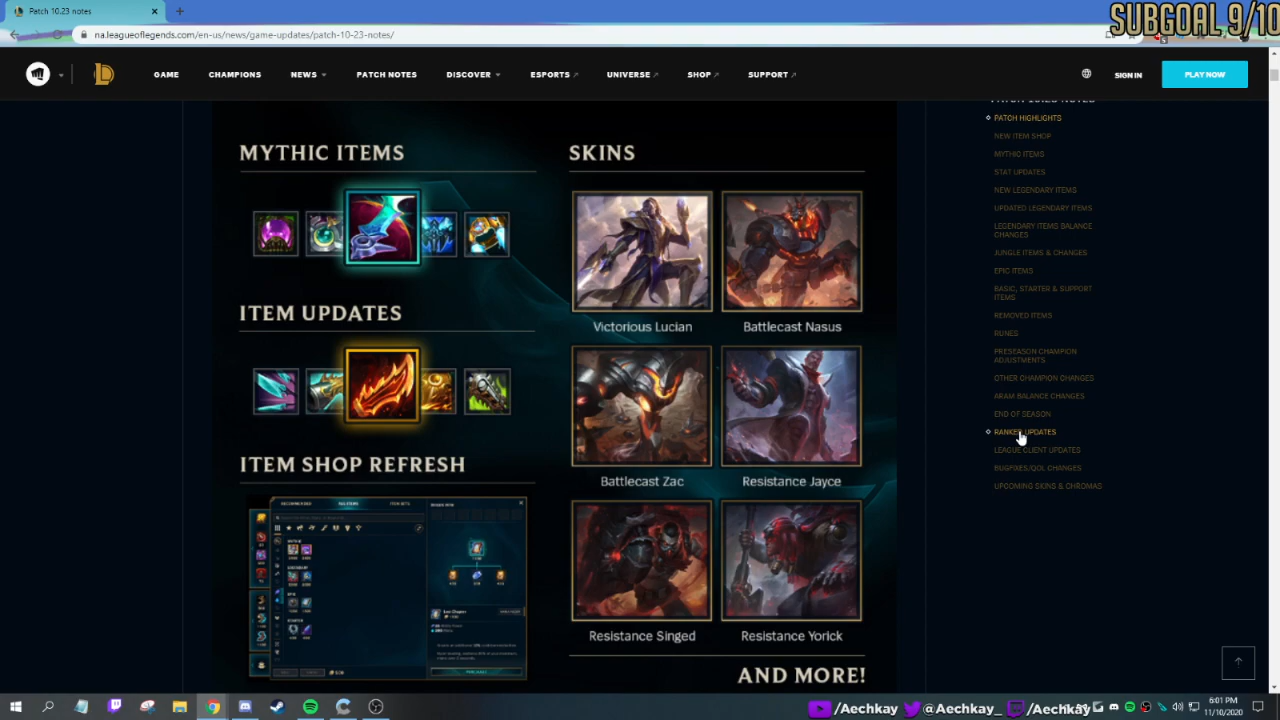 Patch 10.23 notes
SUBGOAL 9/10
na.leagueoflegends.com/en-us/news/game-updates/patch-10-23-notes/
GAME
CHAMPIONS
NEWS
PATCH NOTES
DISCOVER
ESPORTS
UNIVERSE
SHOP
SUPPORT
SIGN IN
PLAY NOW
MYTHIC ITEMS
ITEM UPDATES
ITEM SHOP REFRESH
SKINS
Victorious Lucian
Battlecast Nasus
Battlecast Zac
Resistance Jayce
Resistance Singed
Resistance Yorick
AND MORE!
PATCH 10.23 NOTES
PATCH HIGHLIGHTS
NEW ITEM SHOP
MYTHIC ITEMS
STAT UPDATES
NEW LEGENDARY ITEMS
UPDATED LEGENDARY ITEMS
LEGENDARY ITEMS BALANCE
CHANGES
JUNGLE ITEMS & CHANGES
EPIC ITEMS
BASIC, STARTER & SUPPORT
ITEMS
REMOVED ITEMS
RUNES
PRESEASON CHAMPION
ADJUSTMENTS
OTHER CHAMPION CHANGES
ARAM BALANCE CHANGES
END OF SEASON
RANKED UPDATES
LEAGUE CLIENT UPDATES
BUGFIXES/QOL CHANGES
UPCOMING SKINS & CHROMAS
/Aechkay
@Aechkay_
/Aechkay
6:01 PM
11/10/2020